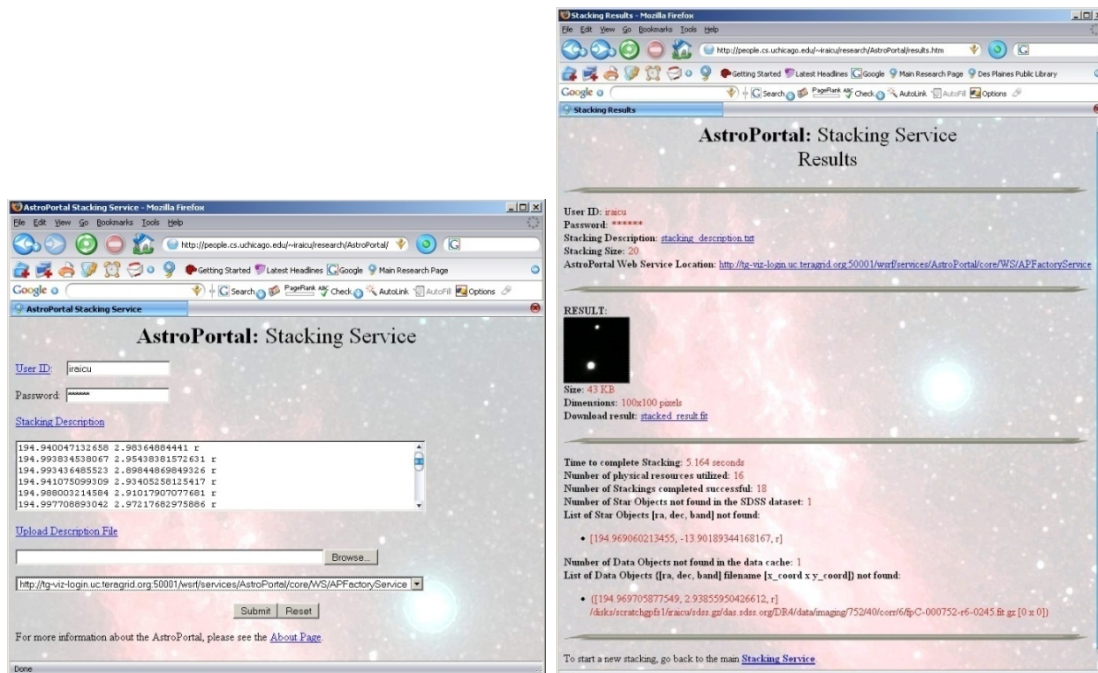 AstroPortal Stacking Service - Mozilla Firefox
File Edit View Go Bookmarks Tools Help
http://people.cs.uchicago.edu/~iraicu/research/AstroPortal/
Getting Started Latest Headlines Google Main Research Page
Google Search PageRank ABC Check AutoLink AutoFill Options
AstroPortal Stacking Service
AstroPortal: Stacking Service
User ID: iraicu
Password: ******
Stacking Description
194.940047132658 2.98364884441 r
194.993834538067 2.95438381572631 r
194.993436485523 2.89844869849326 r
194.941075099309 2.93405258125417 r
194.988003214584 2.91017907077681 r
194.997708893042 2.97217682975886 r
Upload Description File
Browse...
http://tg-viz-login.uc.teragrid.org:50001/wsrf/services/AstroPortal/core/WS/APFactoryService
Submit Reset
For more information about the AstroPortal, please see the About Page.
Done
Stacking Results - Mozilla Firefox
File Edit View Go Bookmarks Tools Help
http://people.cs.uchicago.edu/~iraicu/research/AstroPortal/results.htm
Getting Started Latest Headlines Google Main Research Page Des Plaines Public Library
Google Search PageRank ABC Check AutoLink AutoFill Options
Stacking Results
AstroPortal: Stacking Service
Results
User ID: iraicu
Password: ******
Stacking Description: stacking_description.txt
Stacking Size: 20
AstroPortal Web Service Location: http://tg-viz-login.uc.teragrid.org:50001/wsrf/services/AstroPortal/core/WS/APFactoryService
RESULT:
Size: 43 KB
Dimensions: 100x100 pixels
Download result: stacked_result.fit
Time to complete Stacking: 5.164 seconds
Number of physical resources utilized: 16
Number of Stackings completed successful: 18
Number of Star Objects not found in the SDSS dataset: 1
List of Star Objects [ra, dec, band] not found:
• [194.969060213455, -13.90189344168167, r]
Number of Data Objects not found in the data cache: 1
List of Data Objects ([ra, dec, band] filename [x_coord x y_coord]) not found:
• ([194.969705877549, 2.93855950426612, r]
/disks/scratchgpfs1/iraicu/sdss.gz/das.sdss.org/DR4/data/imaging/752/40/corr/6/fpC-000752-r6-0245.fit.gz [0 x 0])
To start a new stacking, go back to the main Stacking Service